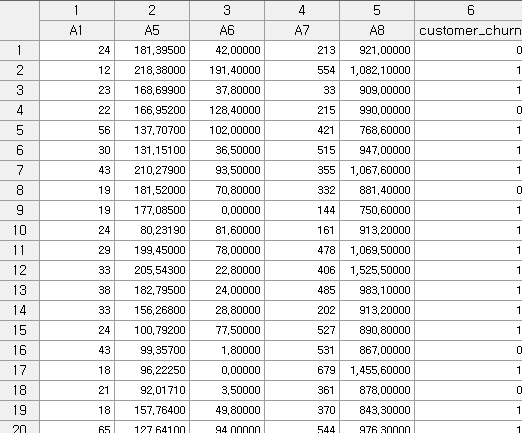 1 2 3 4 5 6
A1 A5 A6 A7 A8 customer_churn
1 24 181,39500 42,00000 213 921,00000 0
2 12 218,38000 191,40000 554 1,082,10000 1
3 23 168,69900 37,80000 33 909,00000 1
4 22 166,95200 128,40000 215 990,00000 0
5 56 137,70700 102,00000 421 768,60000 1
6 30 131,15100 36,50000 515 947,00000 1
7 43 210,27900 93,50000 355 1,067,60000 1
8 19 181,52000 70,80000 332 881,40000 0
9 19 177,08500 0,00000 144 750,60000 1
10 24 80,23190 81,60000 161 913,20000 1
11 29 199,45000 78,00000 478 1,069,50000 1
12 33 205,54300 22,80000 406 1,525,50000 1
13 38 182,79500 24,00000 485 983,10000 1
14 33 156,26800 28,80000 202 913,20000 1
15 24 100,79200 77,50000 527 890,80000 1
16 43 99,35700 1,80000 531 867,00000 0
17 18 96,22250 0,00000 679 1,455,60000 1
18 21 92,01710 3,50000 361 878,00000 0
19 18 157,76400 49,80000 370 843,30000 1
20 65 127,64100 94,00000 544 976,30000 1